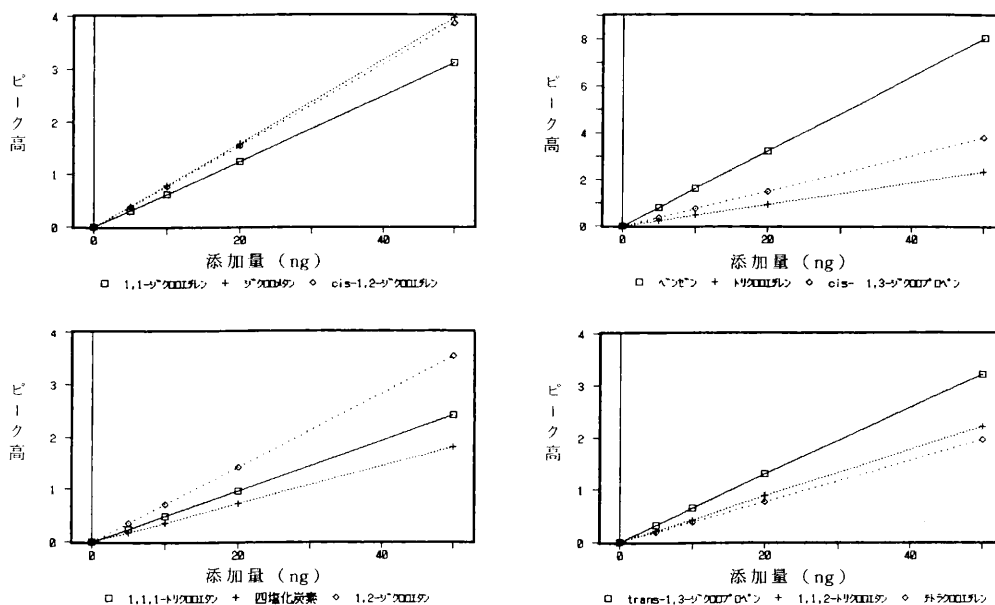 4
3
2
1
0
ピーク高
0 20 40
添加量 (ng)
□ 1,1-ジクロロエチレン + ジクロロメタン ◇ cis-1,2-ジクロロエチレン
8
6
4
2
0
ピーク高
0 20 40
添加量 (ng)
□ ベンゼン + トリクロロエチレン ◇ cis- 1,3-ジクロロプロペン
4
3
2
1
0
ピーク高
0 20 40
添加量 (ng)
□ 1,1,1-トリクロロエタン + 四塩化炭素 ◇ 1,2-ジクロロエタン
4
3
2
1
0
ピーク高
0 20 40
添加量 (ng)
□ trans-1,3-ジクロロプロペン + 1,1,2-トリクロロエタン ◇ テトラクロロエチレン